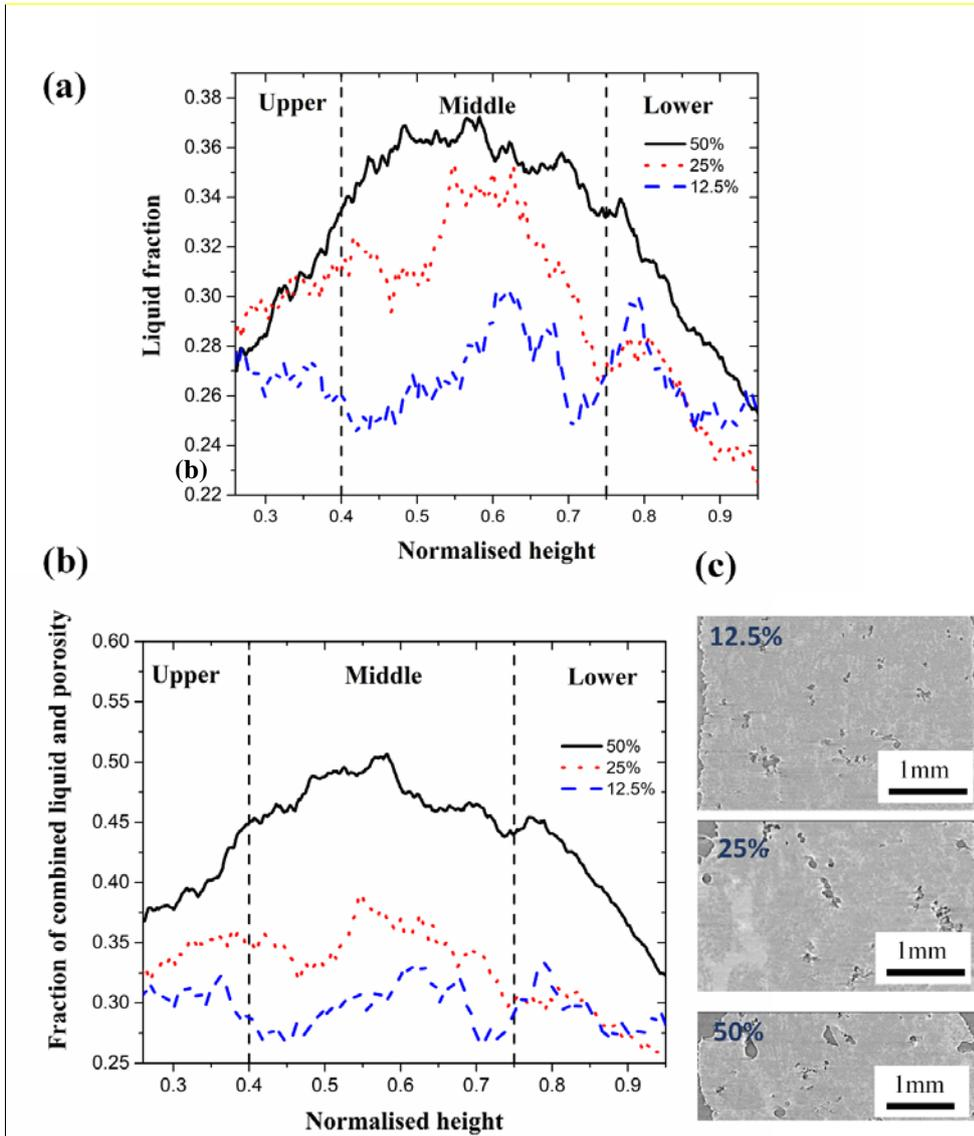 (a)
Upper Middle Lower
50%
25%
12.5%
0.38
0.36
0.34
0.32
0.30
0.28
0.26
0.24
0.22
Liquid fraction
(b)
0.3 0.4 0.5 0.6 0.7 0.8 0.9
Normalised height
(b)
Upper Middle Lower
50%
25%
12.5%
0.60
0.55
0.50
0.45
0.40
0.35
0.30
0.25
Fraction of combined liquid and porosity
0.3 0.4 0.5 0.6 0.7 0.8 0.9
Normalised height
(c)
12.5%
1mm
25%
1mm
50%
1mm